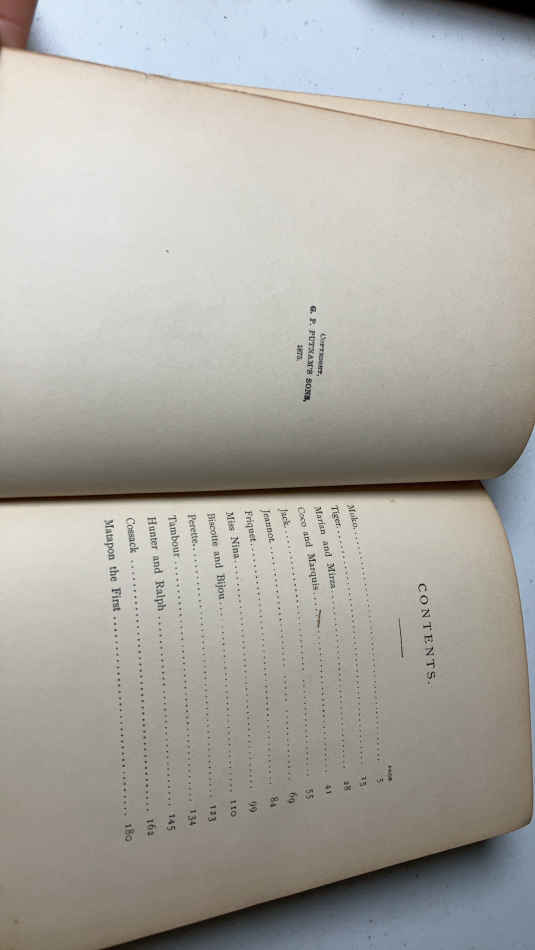 COPYRIGHT,
G. P. PUTNAM'S SONS,
1873.
CONTENTS.
PAGE
Moko.......... 5
Tiger.......... 15
Marian and Mirza.......... 28
Coco and Marquis.......... 41
Jack.......... 55
Jeannot.......... 69
Friquet.......... 84
Miss Nina.......... 99
Biscotte and Bijou.......... 110
Perette.......... 123
Tambour.......... 134
Hunter and Ralph.......... 145
Cossack.......... 162
Matapon the First.......... 180